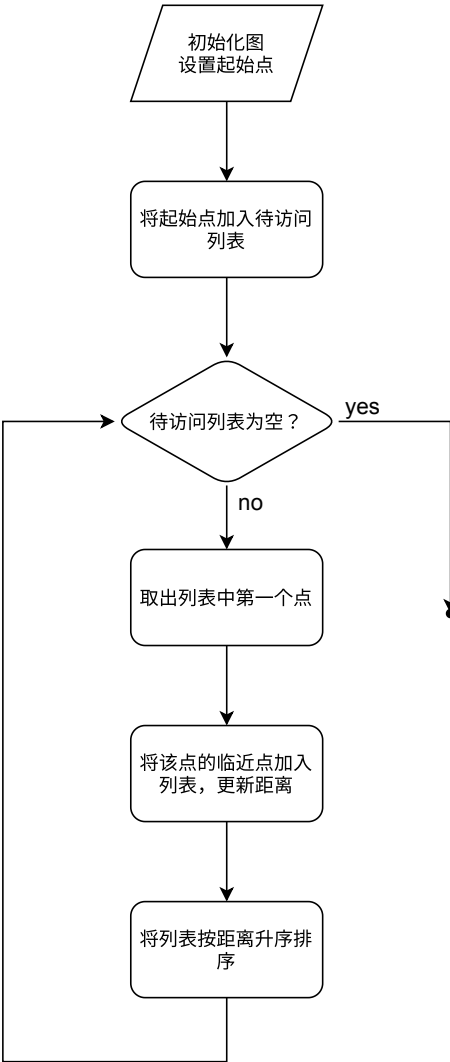 初始化图
设置起始点
将起始点加入待访问
列表
待访问列表为空？
yes
no
取出列表中第一个点
将该点的临近点加入
列表，更新距离
将列表按距离升序排
序